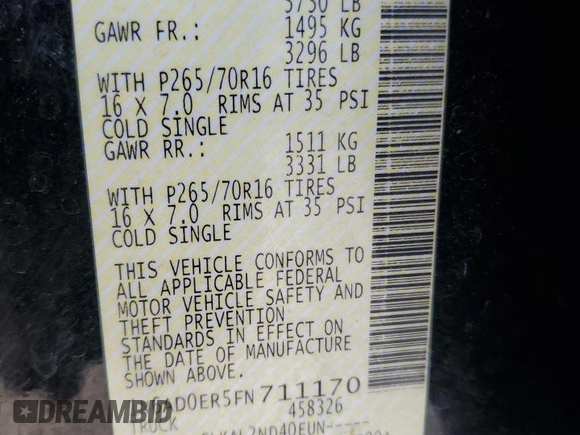 GAWR FR.: 1495 KG
3296 LB
WITH P265/70R16 TIRES
16 X 7.0 RIMS AT 35 PSI
COLD SINGLE
GAWR RR.: 1511 KG
3331 LB
WITH P265/70R16 TIRES
16 X 7.0 RIMS AT 35 PSI
COLD SINGLE
THIS VEHICLE CONFORMS TO
ALL APPLICABLE FEDERAL
MOTOR VEHICLE SAFETY AND
THEFT PREVENTION
STANDARDS IN EFFECT ON
THE DATE OF MANUFACTURE
SHOWN ABOVE.
AD0ER5FN711170
458326
TRUCK
DREAMBID